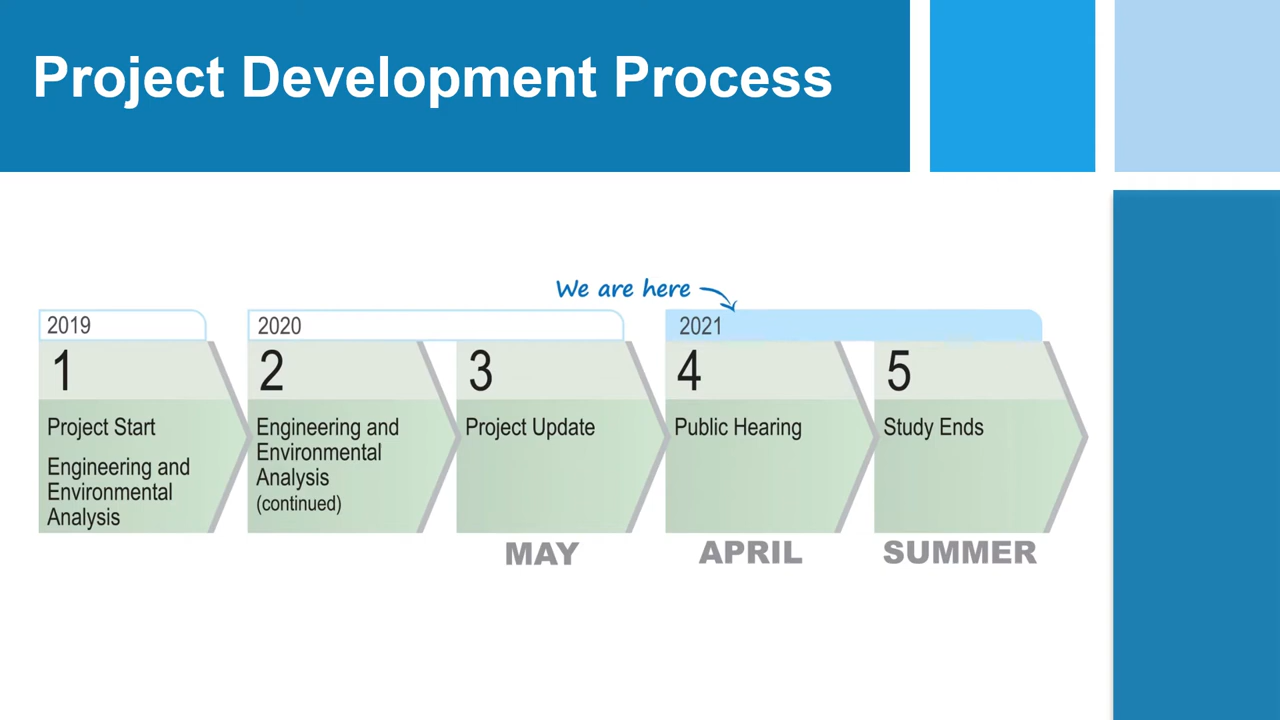 Project Development Process
We are here
2019
2020
2021
1
2
3
4
5
Project Start
Engineering and
Environmental
Analysis
Engineering and
Environmental
Analysis
(continued)
Project Update
Public Hearing
Study Ends
MAY
APRIL
SUMMER